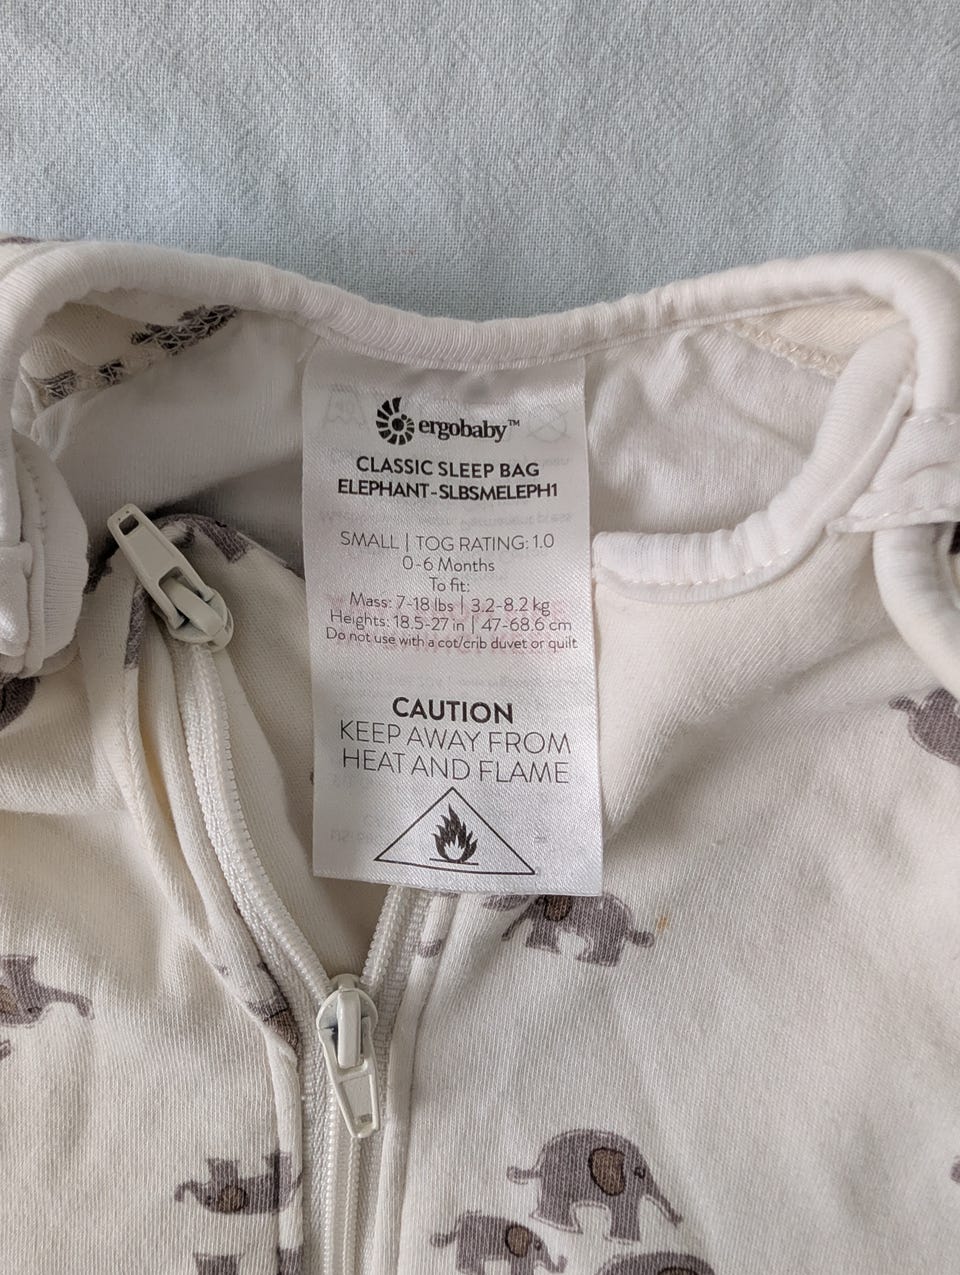 ergobaby™
CLASSIC SLEEP BAG
ELEPHANT-SLBSMELEPH1
SMALL | TOG RATING: 1.0
0-6 Months
To fit:
Mass: 7-18 lbs | 3.2-8.2 kg
Heights: 18.5-27 in | 47-68.6 cm
Do not use with a cot/crib duvet or quilt
CAUTION
KEEP AWAY FROM
HEAT AND FLAME